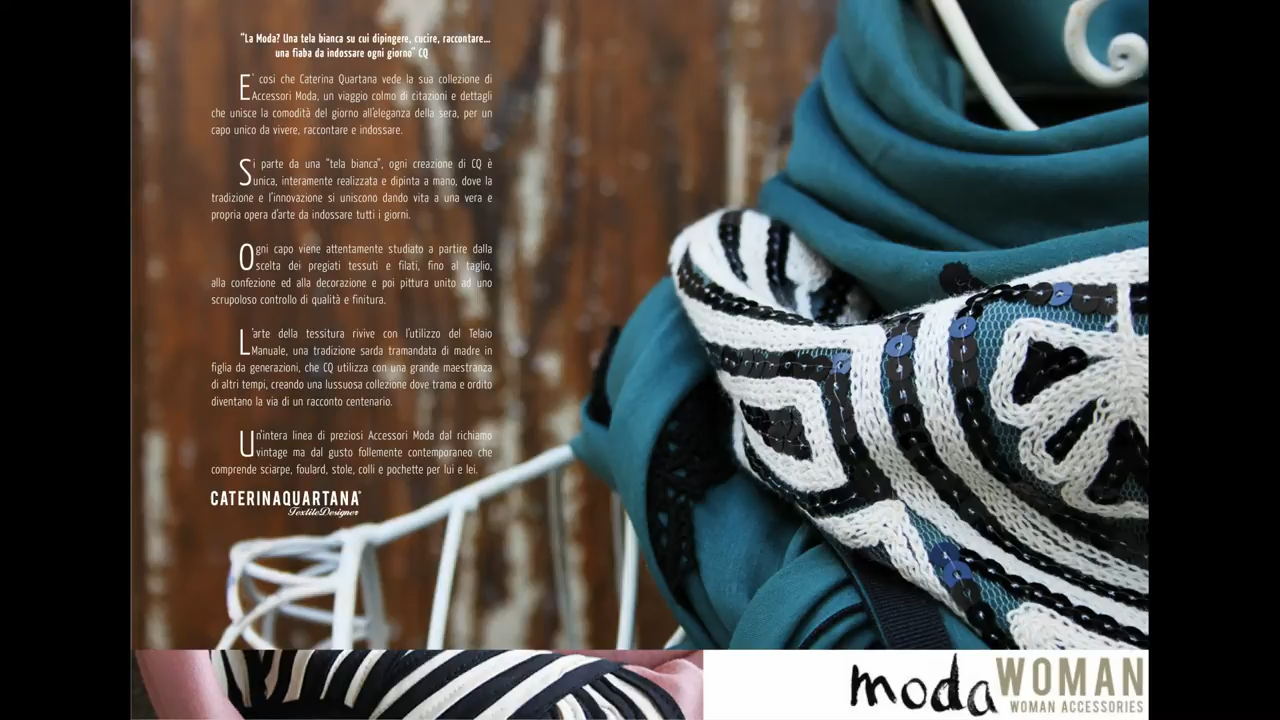 "La Moda? Una tela bianca su cui dipingere, cucire, raccontare...
una fiaba da indossare ogni giorno" CQ
E' cosi che Caterina Quartana vede la sua collezione di
Accessori Moda, un viaggio colmo di citazioni e dettagli
che unisce la comodità del giorno all'eleganza della sera, per un
capo unico da vivere, raccontare e indossare.
Si parte da una "tela bianca", ogni creazione di CQ è
unica, interamente realizzata e dipinta a mano, dove la
tradizione e l'innovazione si uniscono dando vita a una vera e
propria opera d'arte da indossare tutti i giorni.
Ogni capo viene attentamente studiato a partire dalla
scelta dei pregiati tessuti e filati, fino al taglio,
alla confezione ed alla decorazione e poi pittura unito ad uno
scrupoloso controllo di qualità e finitura.
L'arte della tessitura rivive con l'utilizzo del Telaio
Manuale, una tradizione sarda tramandata di madre in
figlia da generazioni, che CQ utilizza con una grande maestranza
di altri tempi, creando una lussuosa collezione dove trama e ordito
diventano la via di un racconto centenario.
Un'intera linea di preziosi Accessori Moda dal richiamo
vintage ma dal gusto follemente contemporaneo che
comprende sciarpe, foulard, stole, colli e pochette per lui e lei.
CATERINAQUARTANA®
TextileDesigner
moda WOMAN
WOMAN ACCESSORIES